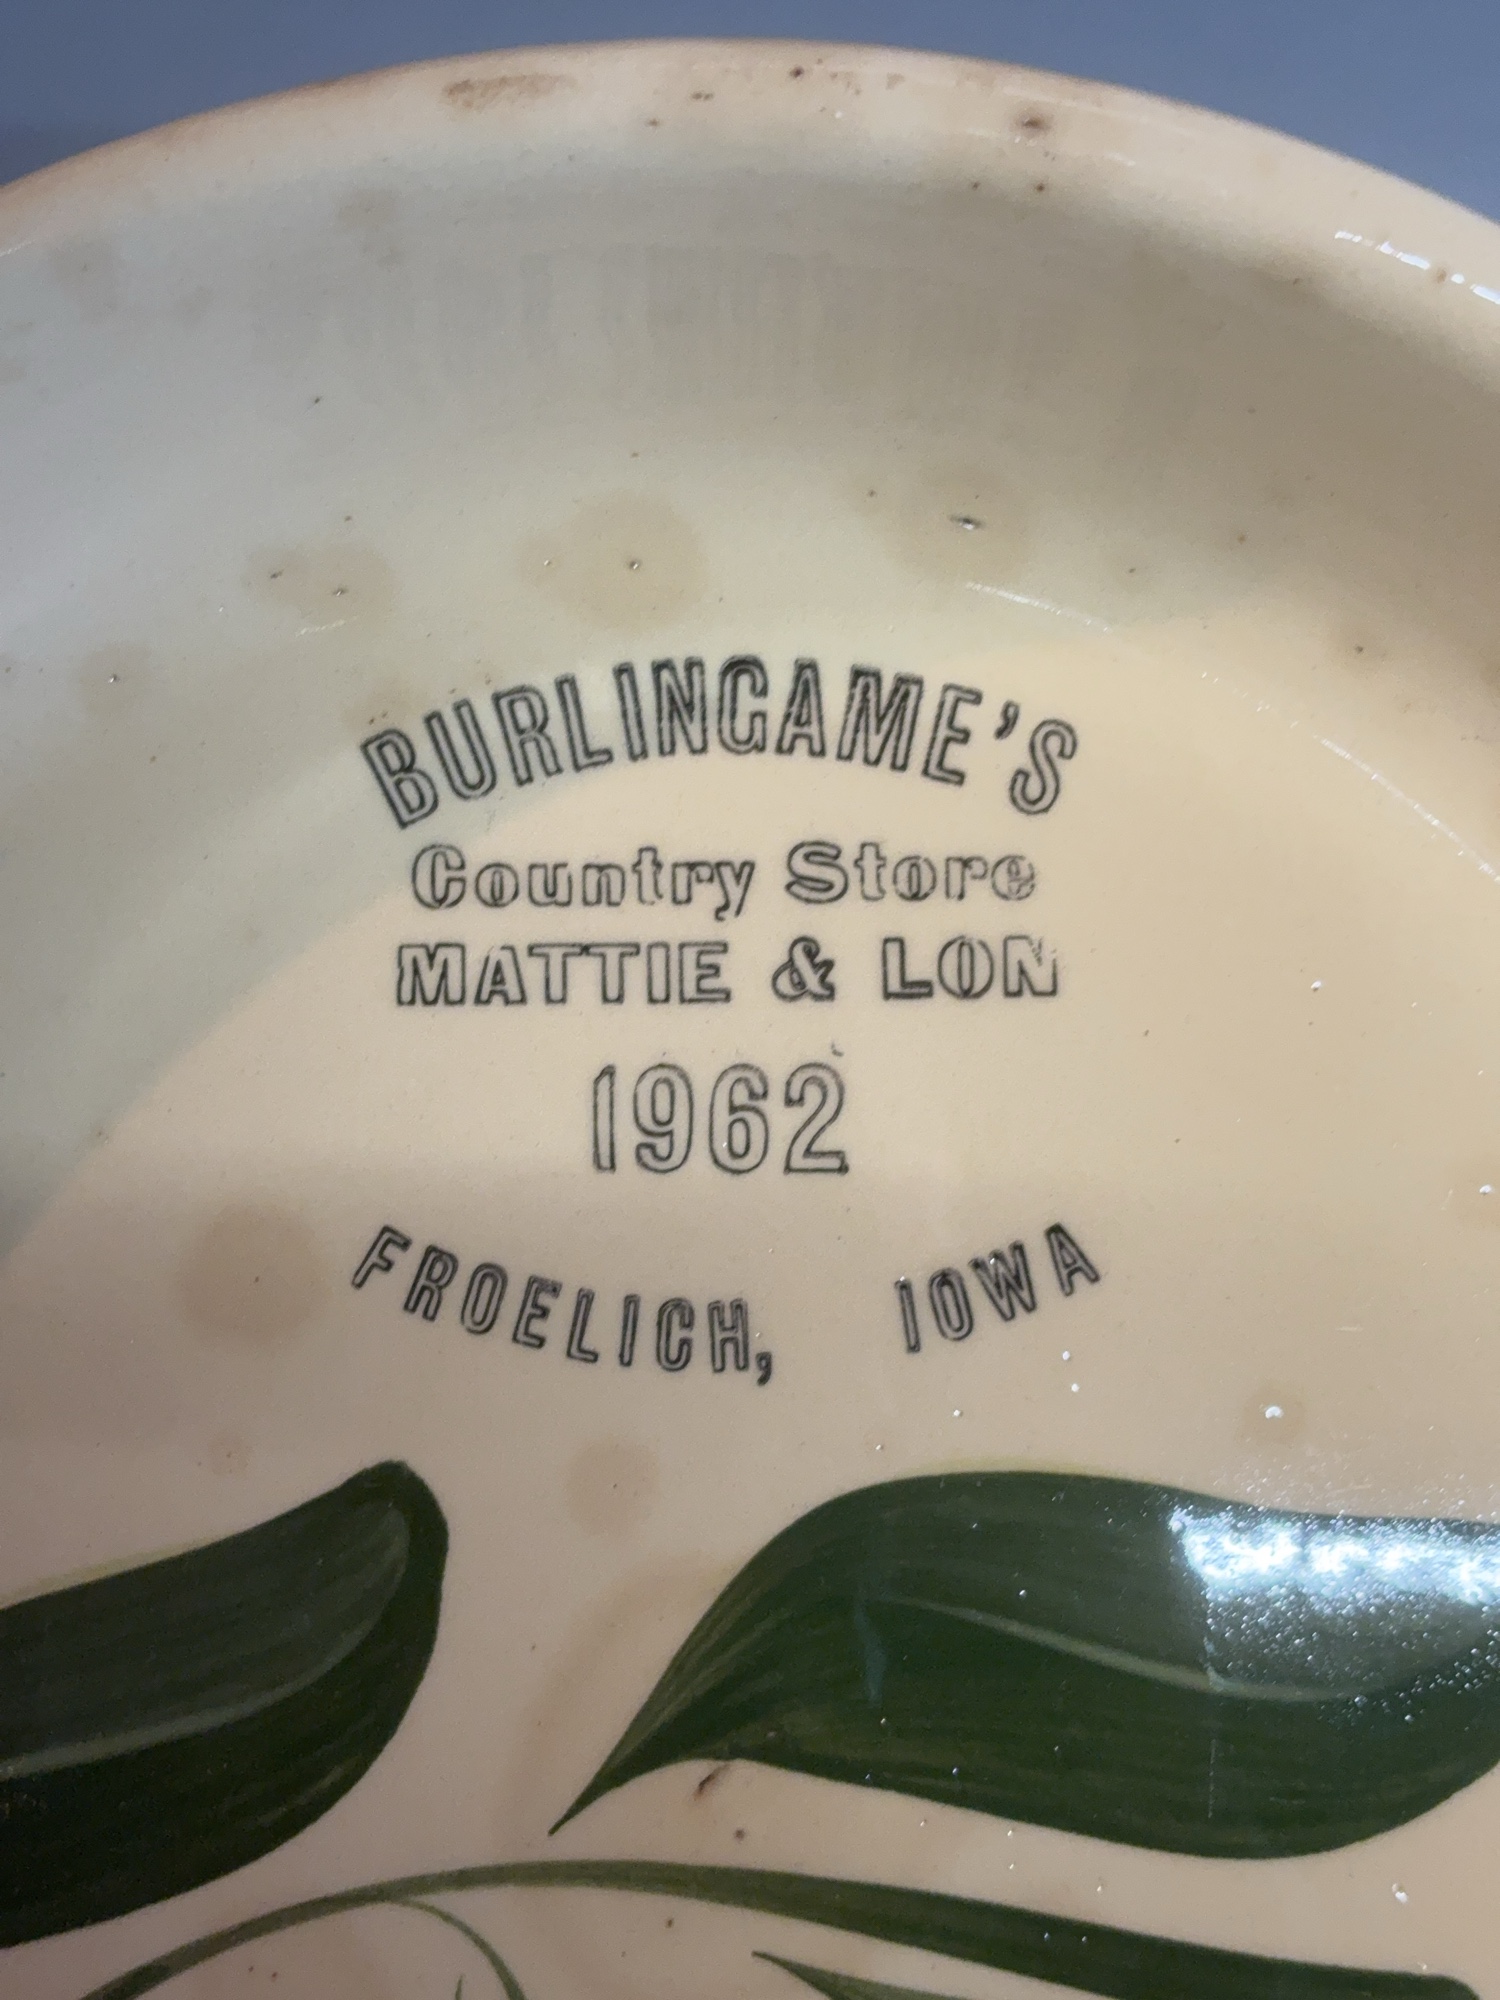 BURLINGAME'S
Country Store
MATTIE & LON
1962
FROELICH, IOWA